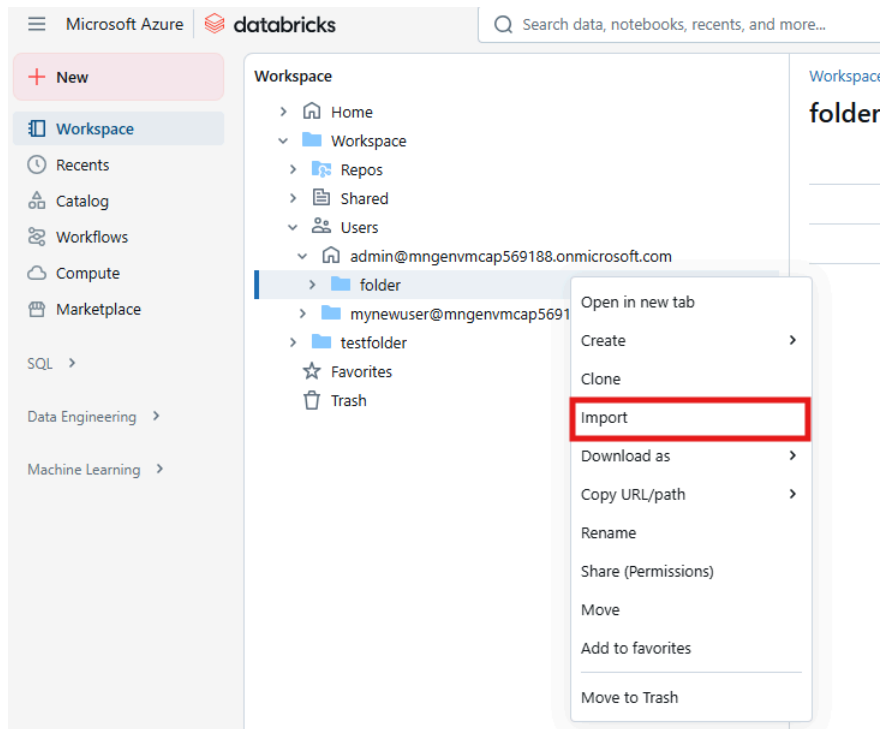 Microsoft Azure databricks
Search data, notebooks, recents, and more...
New
Workspace
Recents
Catalog
Workflows
Compute
Marketplace
SQL
Data Engineering
Machine Learning
Workspace
Home
Workspace
Repos
Shared
Users
admin@mngenvmcap569188.onmicrosoft.com
folder
mynewuser@mngenvmcap5691
testfolder
Favorites
Trash
Open in new tab
Create
Clone
Import
Download as
Copy URL/path
Rename
Share (Permissions)
Move
Add to favorites
Move to Trash
Workspace
folder